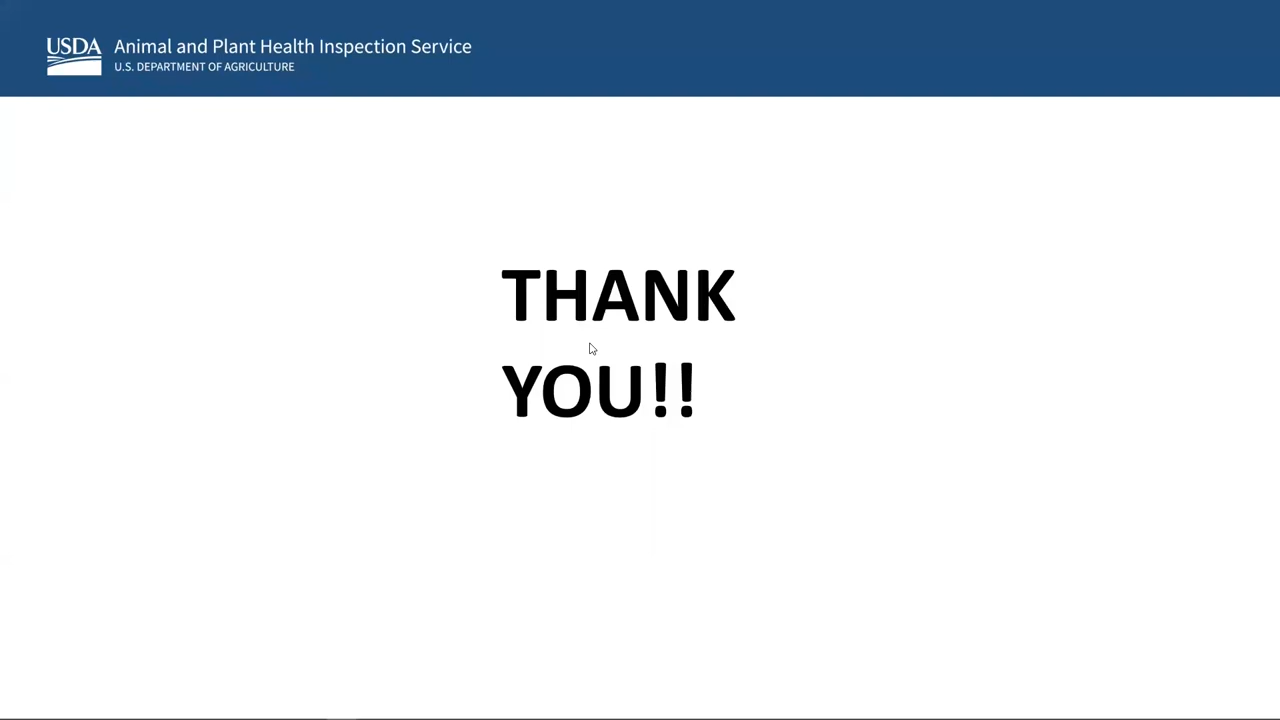 USDA
Animal and Plant Health Inspection Service
U.S. DEPARTMENT OF AGRICULTURE
THANK
YOU!!